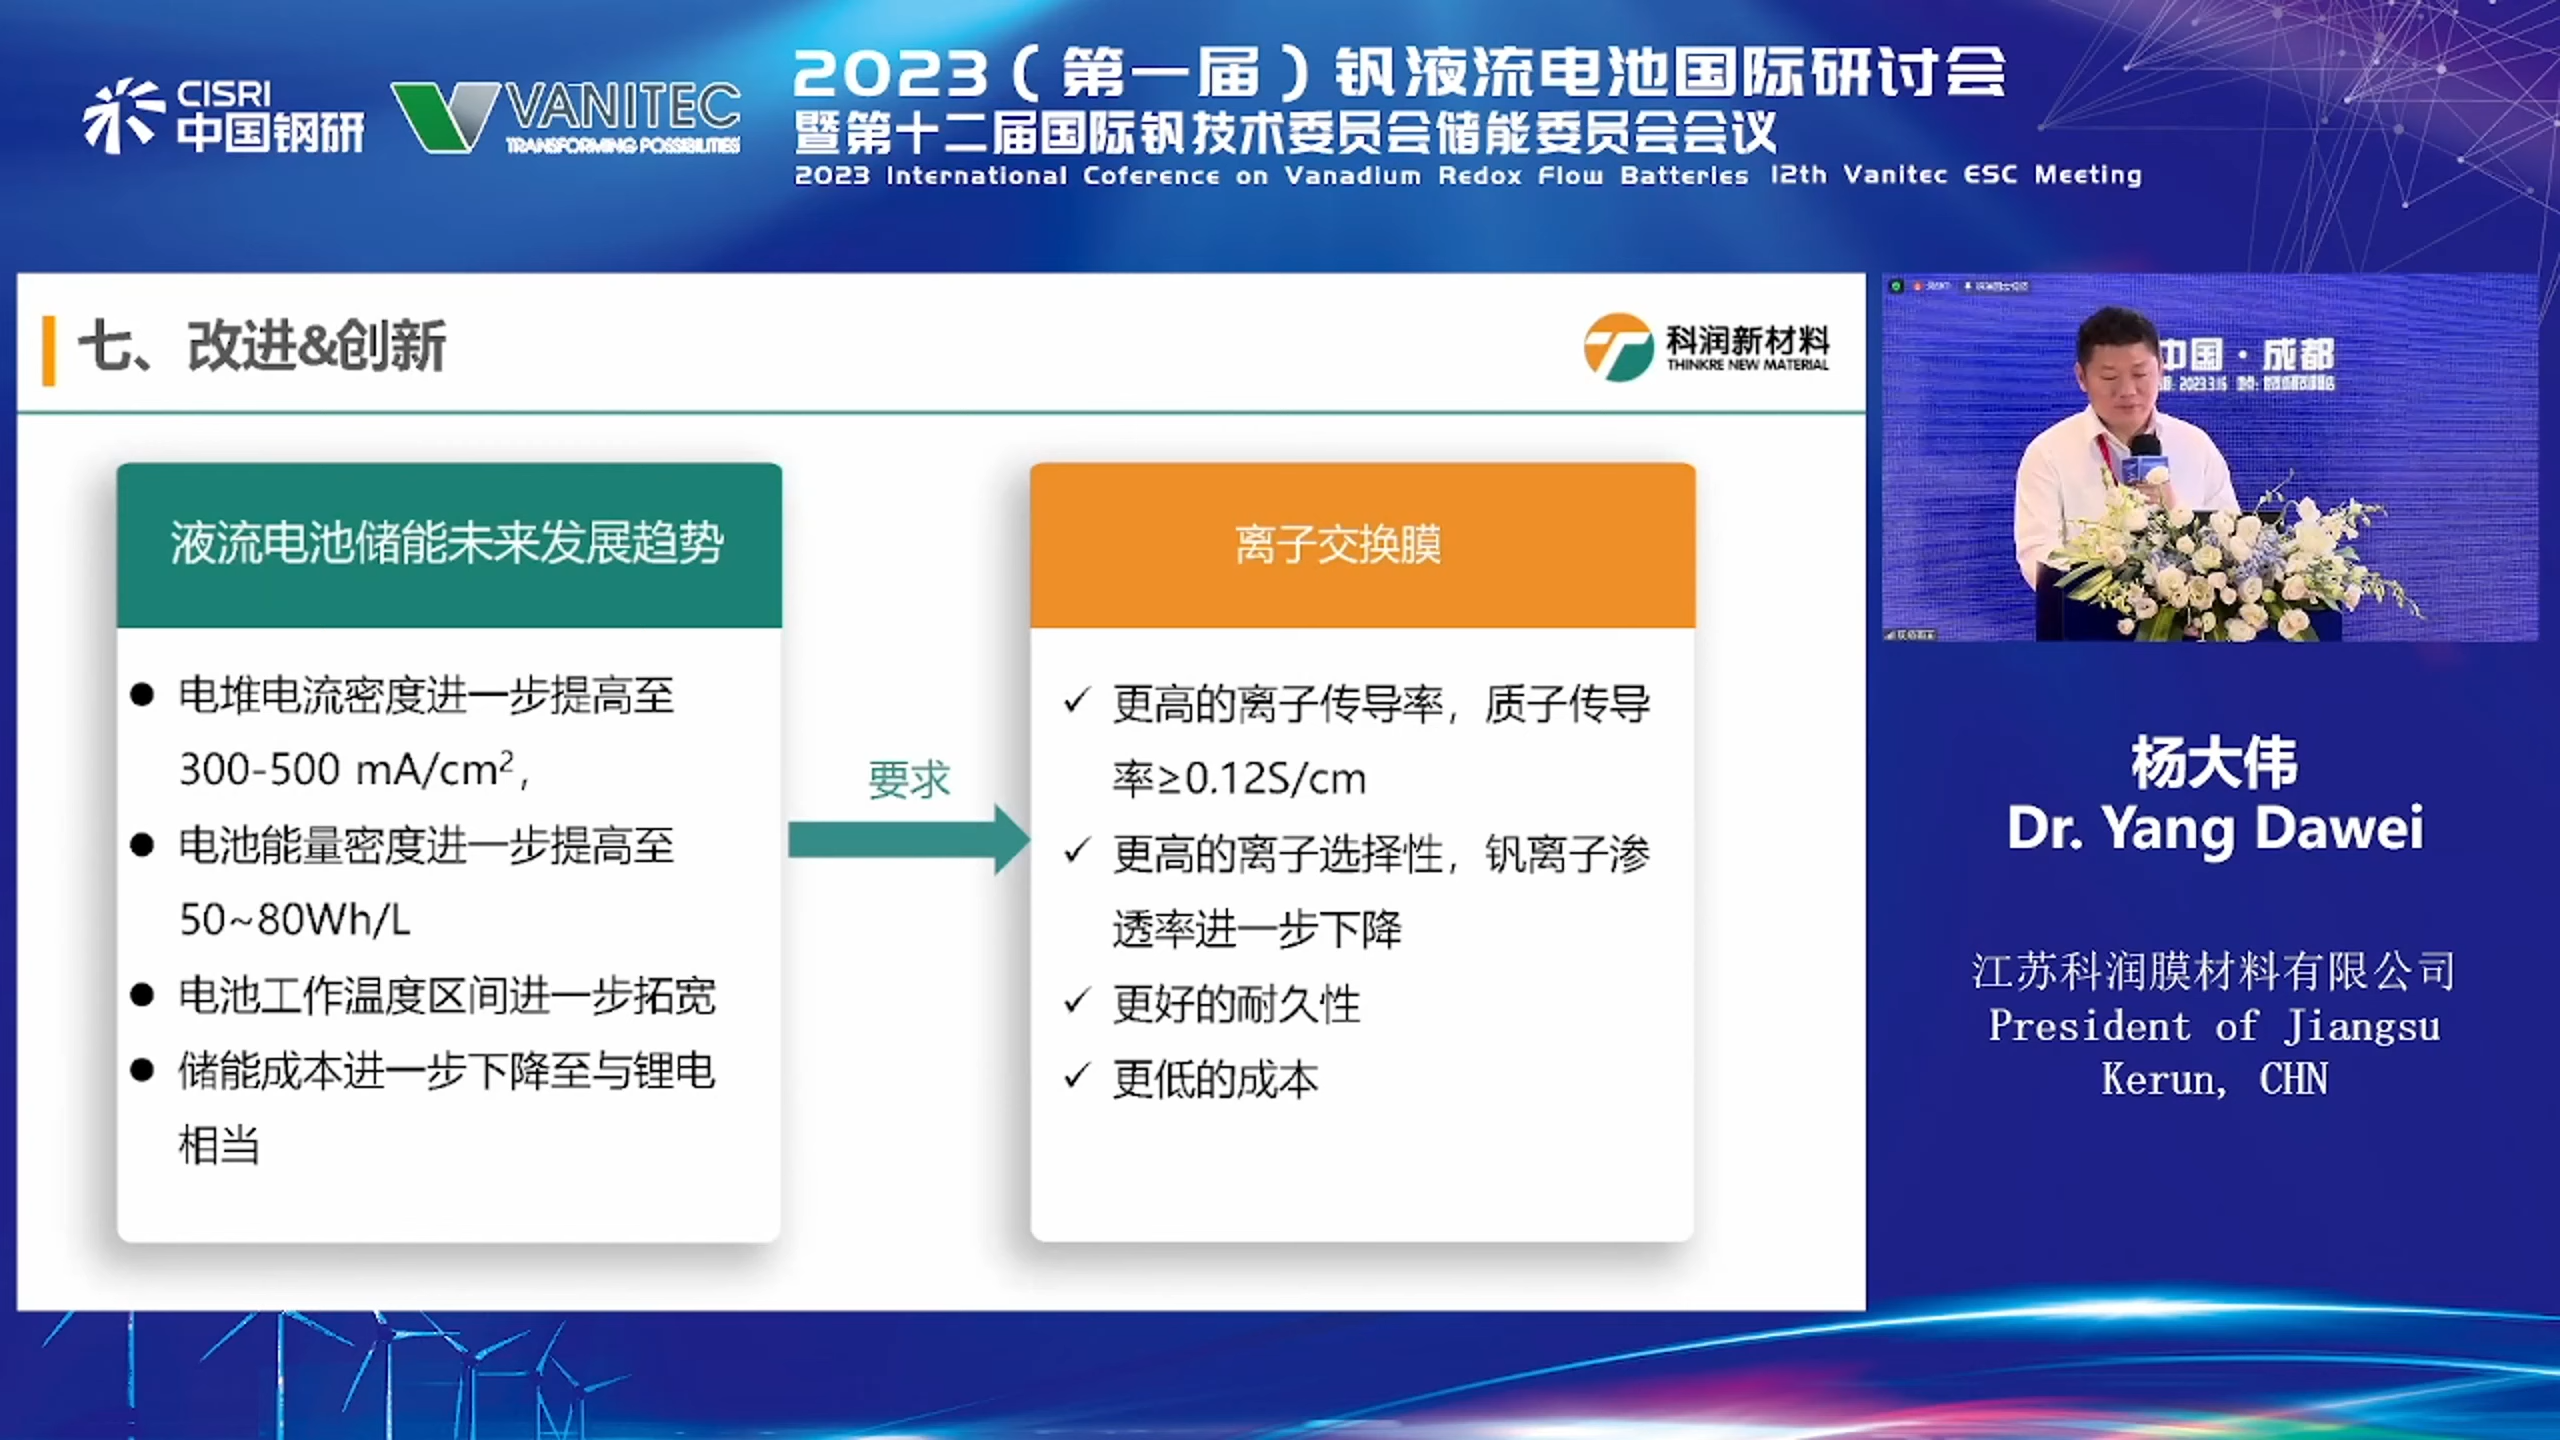 CISRI
中国钢研
VANITEC
TRANSFORMING POSSIBILITIES
2023（第一届）钒液流电池国际研讨会
暨第十二届国际钒技术委员会储能委员会会议
2023 International Coference on Vanadium Redox Flow Batteries 12th Vanitec ESC Meeting
七、改进&创新
科润新材料
THINKRE NEW MATERIAL
液流电池储能未来发展趋势
● 电堆电流密度进一步提高至
300-500 mA/cm²,
● 电池能量密度进一步提高至
50~80Wh/L
● 电池工作温度区间进一步拓宽
● 储能成本进一步下降至与锂电
相当
要求
离子交换膜
✓ 更高的离子传导率，质子传导
率≥0.12S/cm
✓ 更高的离子选择性，钒离子渗
透率进一步下降
✓ 更好的耐久性
✓ 更低的成本
中国·成都
2023.3.16
杨大伟
Dr. Yang Dawei
江苏科润膜材料有限公司
President of Jiangsu
Kerun, CHN